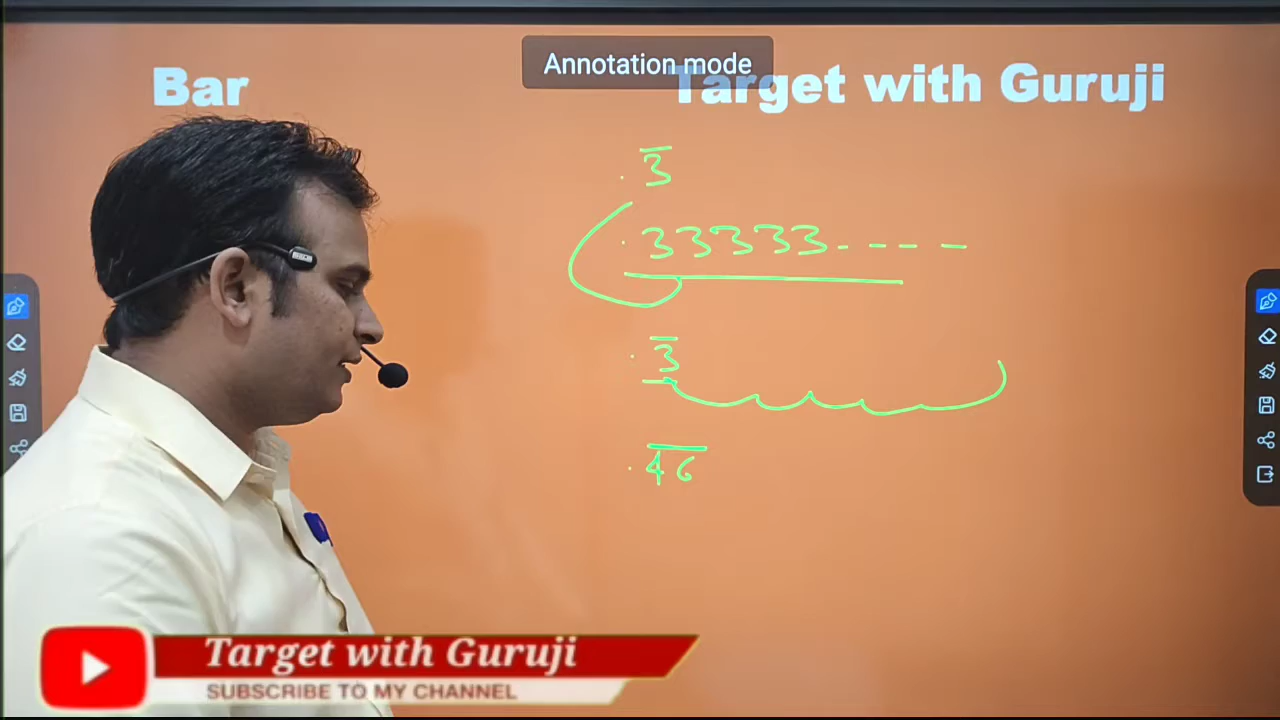 Annotation mode
Bar
Target with Guruji
.3̅
.33333-----
.3̅
.4̅6̅
Target with Guruji
SUBSCRIBE TO MY CHANNEL